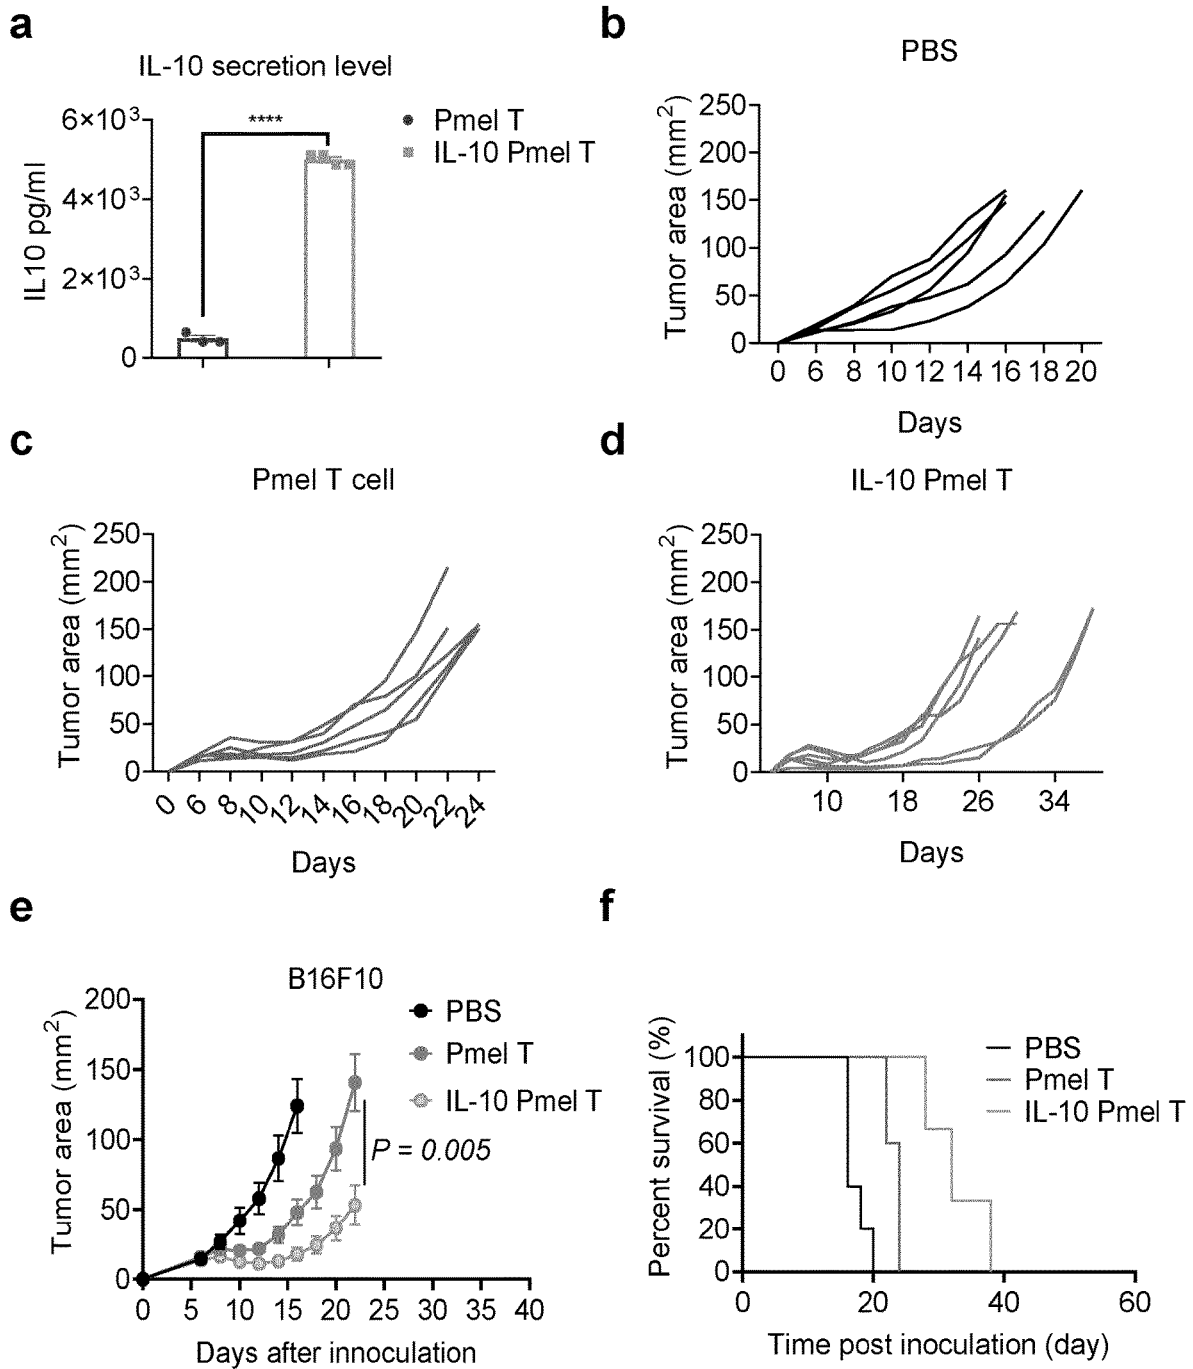 a
IL-10 secretion level
6×10³
4×10³
2×10³
0
IL10 pg/ml
****
Pmel T
IL-10 Pmel T
b
PBS
250
200
150
100
50
0
Tumor area (mm²)
0 6 8 10 12 14 16 18 20
Days
c
Pmel T cell
250
200
150
100
50
0
Tumor area (mm²)
0 6 8 10 12 14 16 18 20 22 24
Days
d
IL-10 Pmel T
250
200
150
100
50
0
Tumor area (mm²)
10 18 26 34
Days
e
B16F10
200
150
100
50
0
Tumor area (mm²)
PBS
Pmel T
IL-10 Pmel T
P = 0.005
0 5 10 15 20 25 30 35 40
Days after innoculation
f
100
80
60
40
20
0
Percent survival (%)
PBS
Pmel T
IL-10 Pmel T
0 20 40 60
Time post inoculation (day)